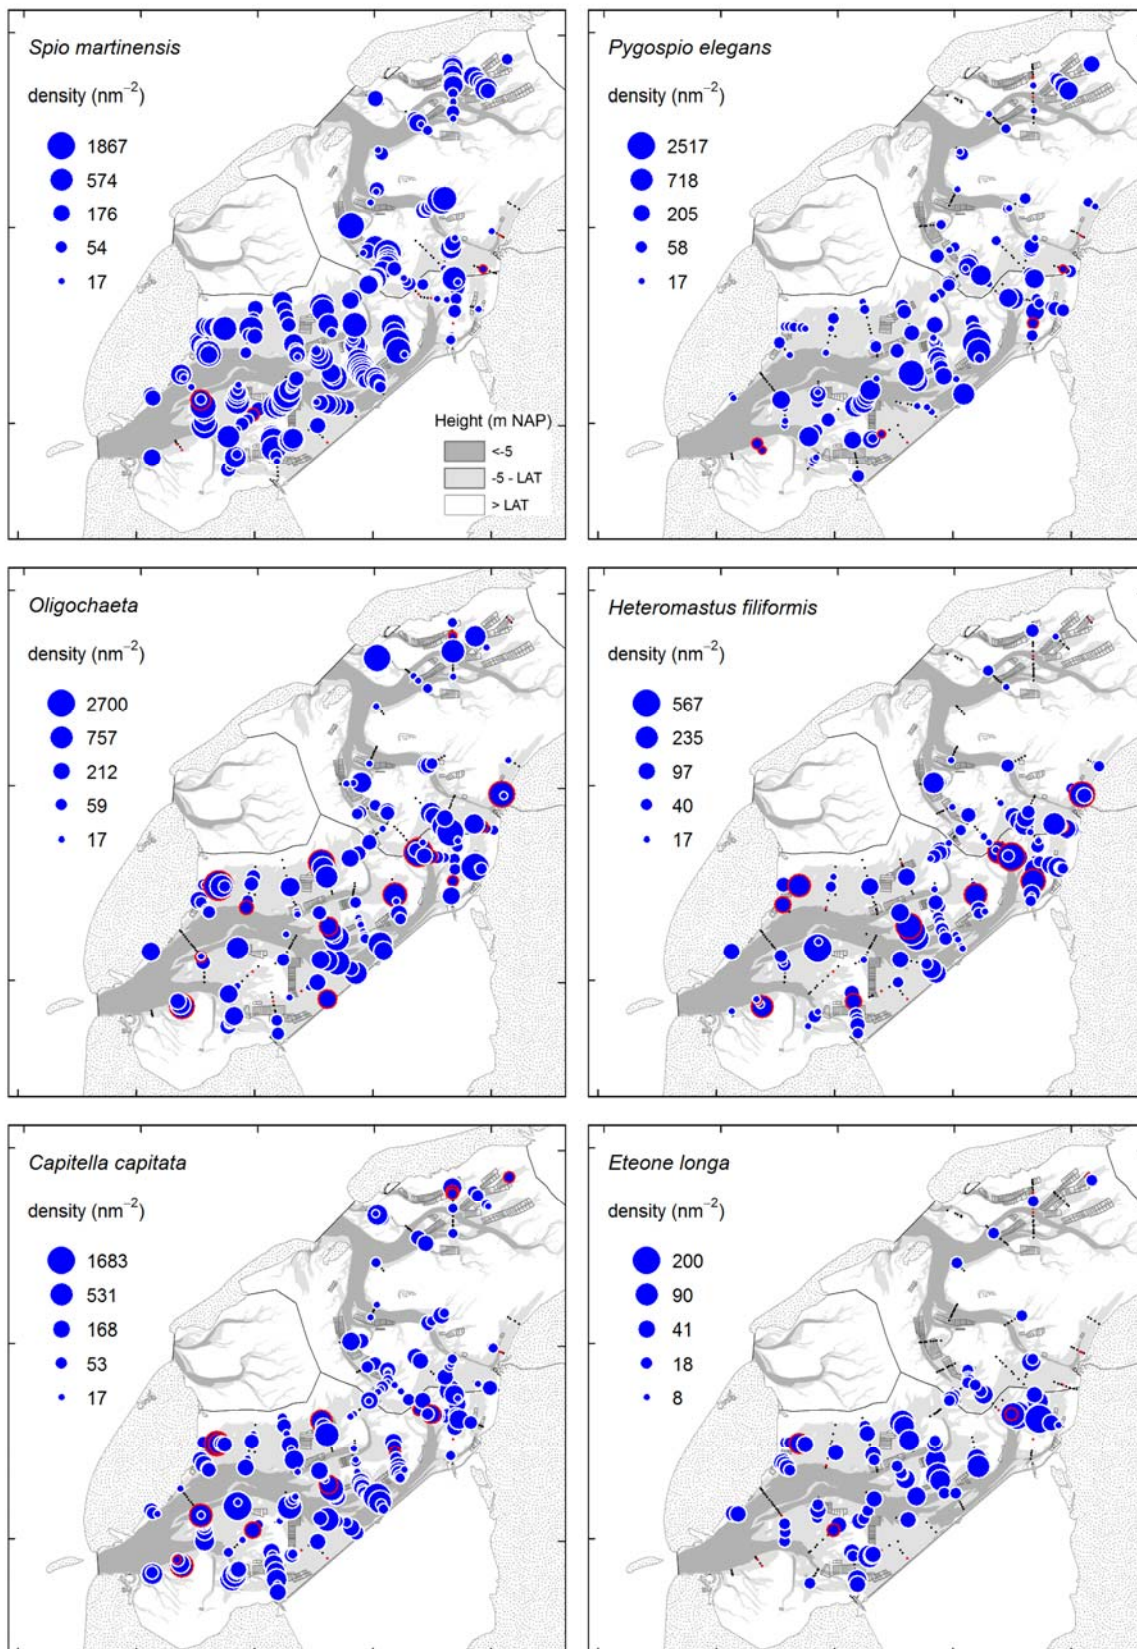 Spio martinensis
density (nm−2)
1867
574
176
54
17
Height (m NAP)
<-5
-5 - LAT
> LAT
Pygospio elegans
density (nm−2)
2517
718
205
58
17
Oligochaeta
density (nm−2)
2700
757
212
59
17
Heteromastus filiformis
density (nm−2)
567
235
97
40
17
Capitella capitata
density (nm−2)
1683
531
168
53
17
Eteone longa
density (nm−2)
200
90
41
18
8